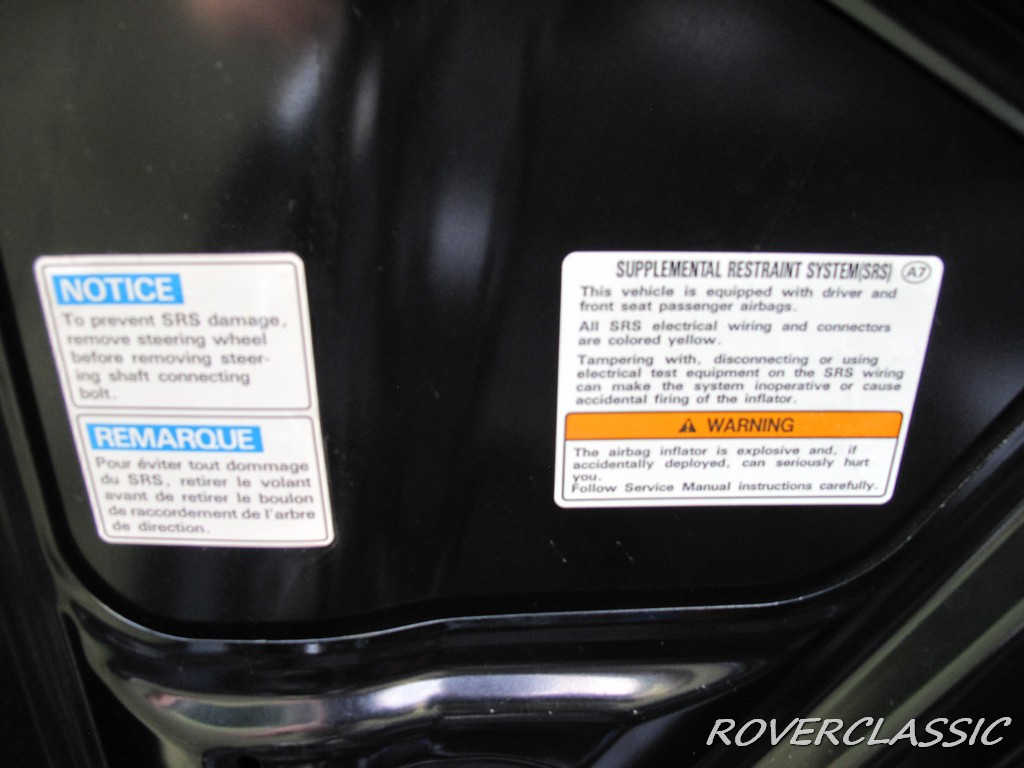 NOTICE
To prevent SRS damage,
remove steering wheel
before removing steer-
ing shaft connecting
bolt.
REMARQUE
Pour éviter tout dommage
du SRS, retirer le volant
avant de retirer le boulon
de raccordement de l'arbre
de direction.
SUPPLEMENTAL RESTRAINT SYSTEM(SRS) A7
This vehicle is equipped with driver and
front seat passenger airbags.
All SRS electrical wiring and connectors
are colored yellow.
Tampering with, disconnecting or using
electrical test equipment on the SRS wiring
can make the system inoperative or cause
accidental firing of the inflator.
WARNING
The airbag inflator is explosive and, if
accidentally deployed, can seriously hurt
you.
Follow Service Manual instructions carefully.
ROVERCLASSIC